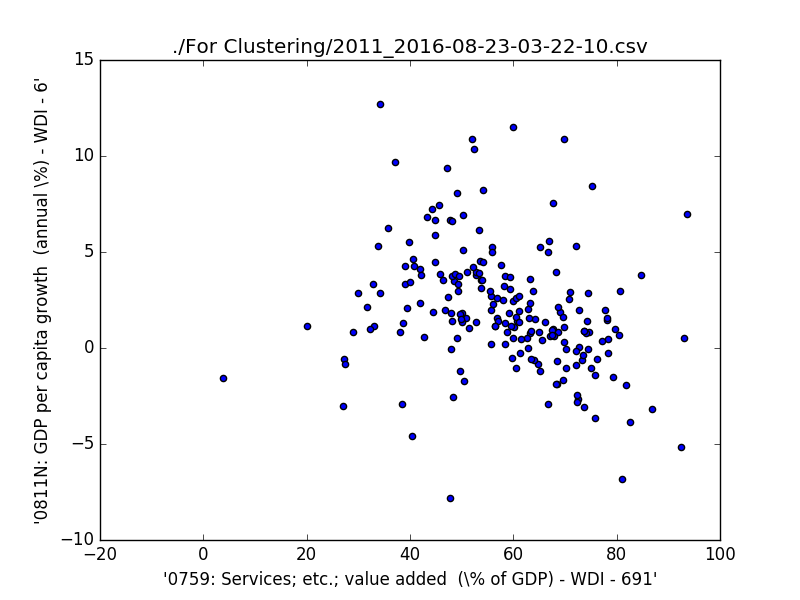 ./For Clustering/2011_2016-08-23-03-22-10.csv
15
10
5
0
−5
−10
'0811N: GDP per capita growth  (annual \%) - WDI - 6'
−20 0 20 40 60 80 100
'0759: Services; etc.; value added  (\% of GDP) - WDI - 691'